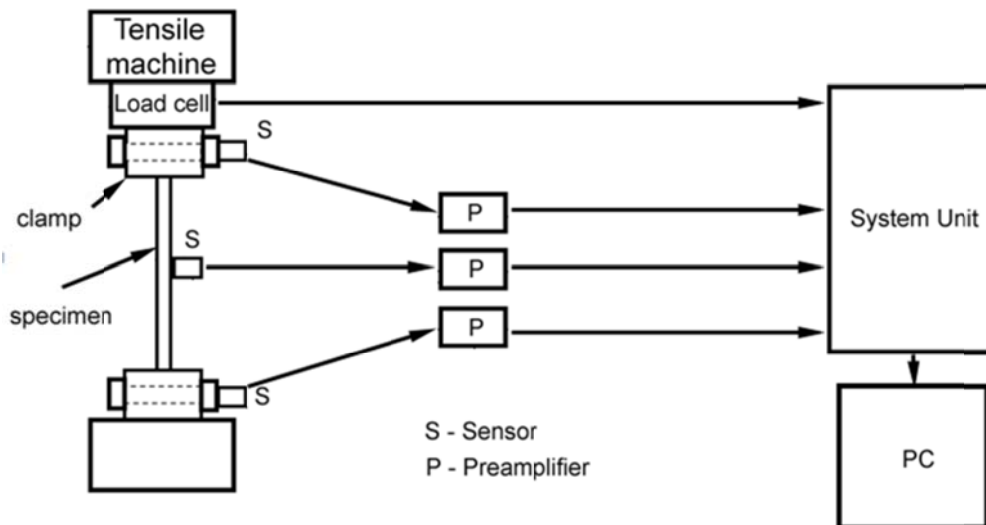 Tensile
machine
Load cell
S
clamp
P
System Unit
S
P
specimen
P
S
S - Sensor
P - Preamplifier
PC